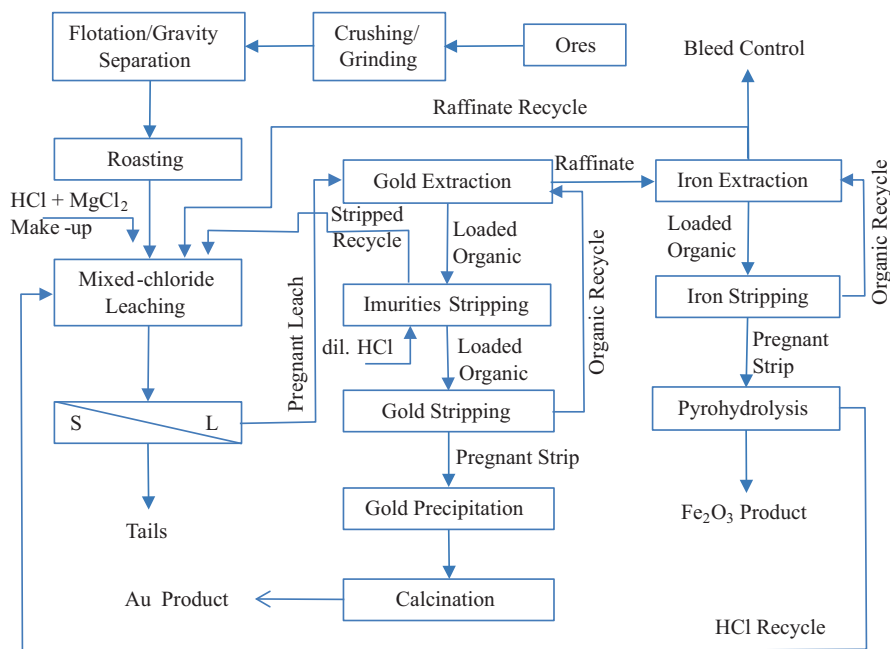 Flotation/Gravity
Separation
Crushing/
Grinding
Ores
Bleed Control
Raffinate Recycle
Roasting
Gold Extraction
Raffinate
Iron Extraction
HCl + MgCl₂
Make -up
Stripped
Recycle
Loaded
Organic
Loaded
Organic
Organic Recycle
Mixed-chloride
Leaching
Pregnant Leach
Imurities Stripping
Organic Recycle
Iron Stripping
dil. HCl
Loaded
Organic
Pregnant
Strip
S L
Gold Stripping
Pyrohydrolysis
Pregnant Strip
Tails
Gold Precipitation
Fe₂O₃ Product
Au Product
Calcination
HCl Recycle